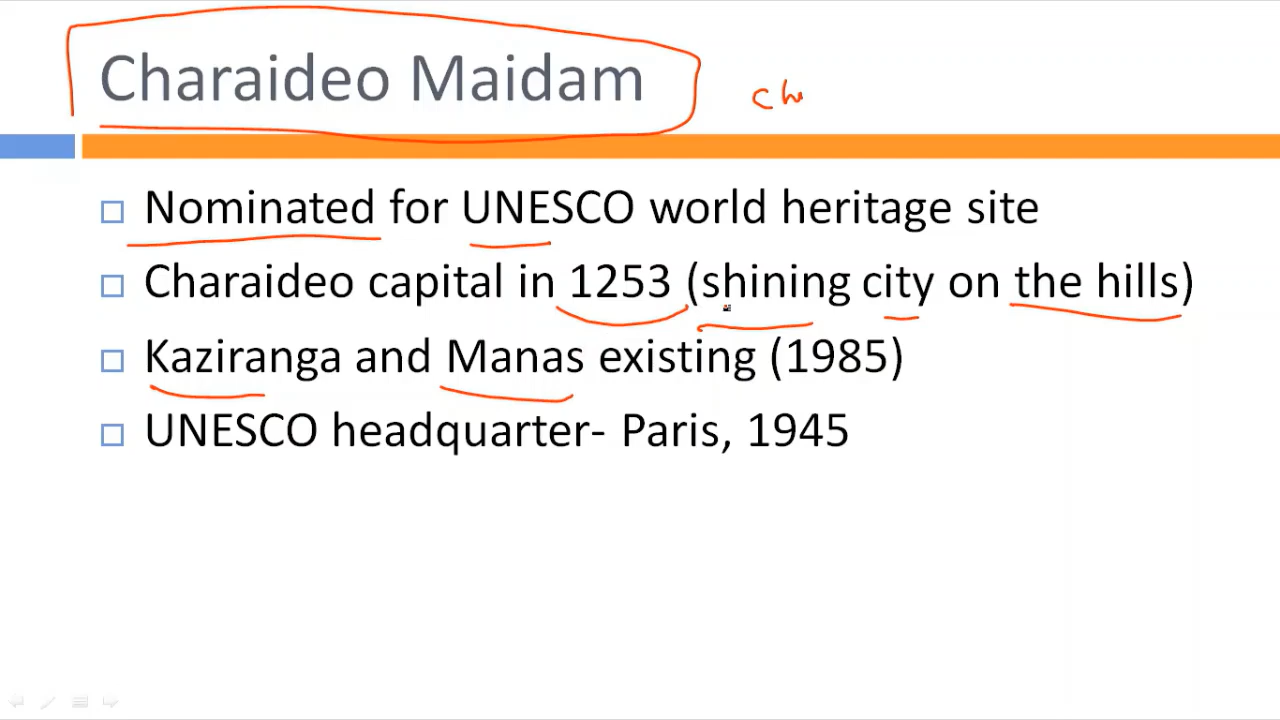 Charaideo Maidam
Ch
Nominated for UNESCO world heritage site
Charaideo capital in 1253 (shining city on the hills)
Kaziranga and Manas existing (1985)
UNESCO headquarter- Paris, 1945